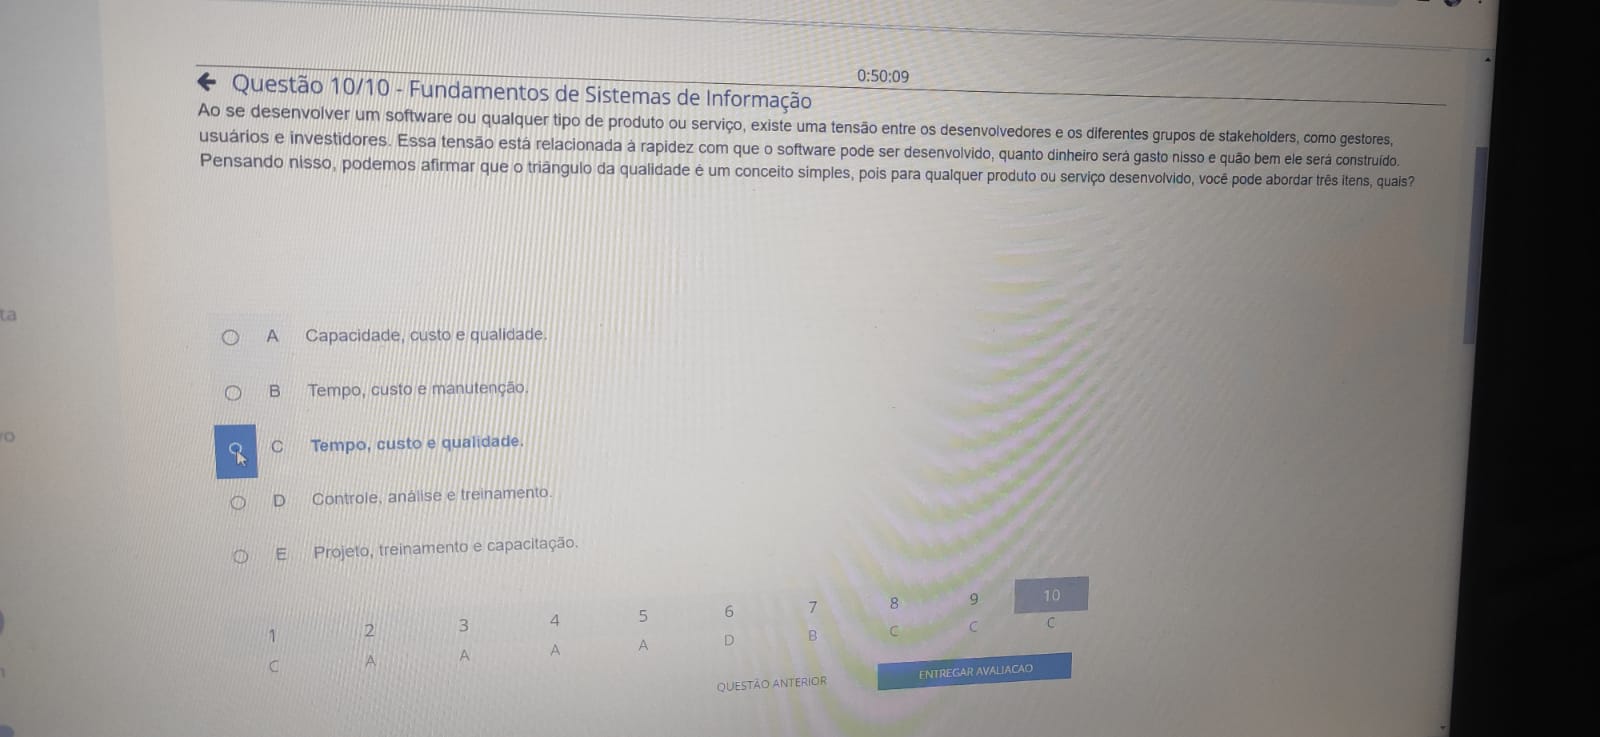 0:50:09
← Questão 10/10 - Fundamentos de Sistemas de Informação
Ao se desenvolver um software ou qualquer tipo de produto ou serviço, existe uma tensão entre os desenvolvedores e os diferentes grupos de stakeholders, como gestores,
usuários e investidores. Essa tensão está relacionada à rapidez com que o software pode ser desenvolvido, quanto dinheiro será gasto nisso e quão bem ele será construído.
Pensando nisso, podemos afirmar que o triângulo da qualidade é um conceito simples, pois para qualquer produto ou serviço desenvolvido, você pode abordar três itens, quais?
ta
A Capacidade, custo e qualidade.
B Tempo, custo e manutenção.
vo
C Tempo, custo e qualidade.
D Controle, análise e treinamento.
E Projeto, treinamento e capacitação.
1 2 3 4 5 6 7 8 9 10
C A A A A D B C C C
QUESTÃO ANTERIOR
ENTREGAR AVALIACAO